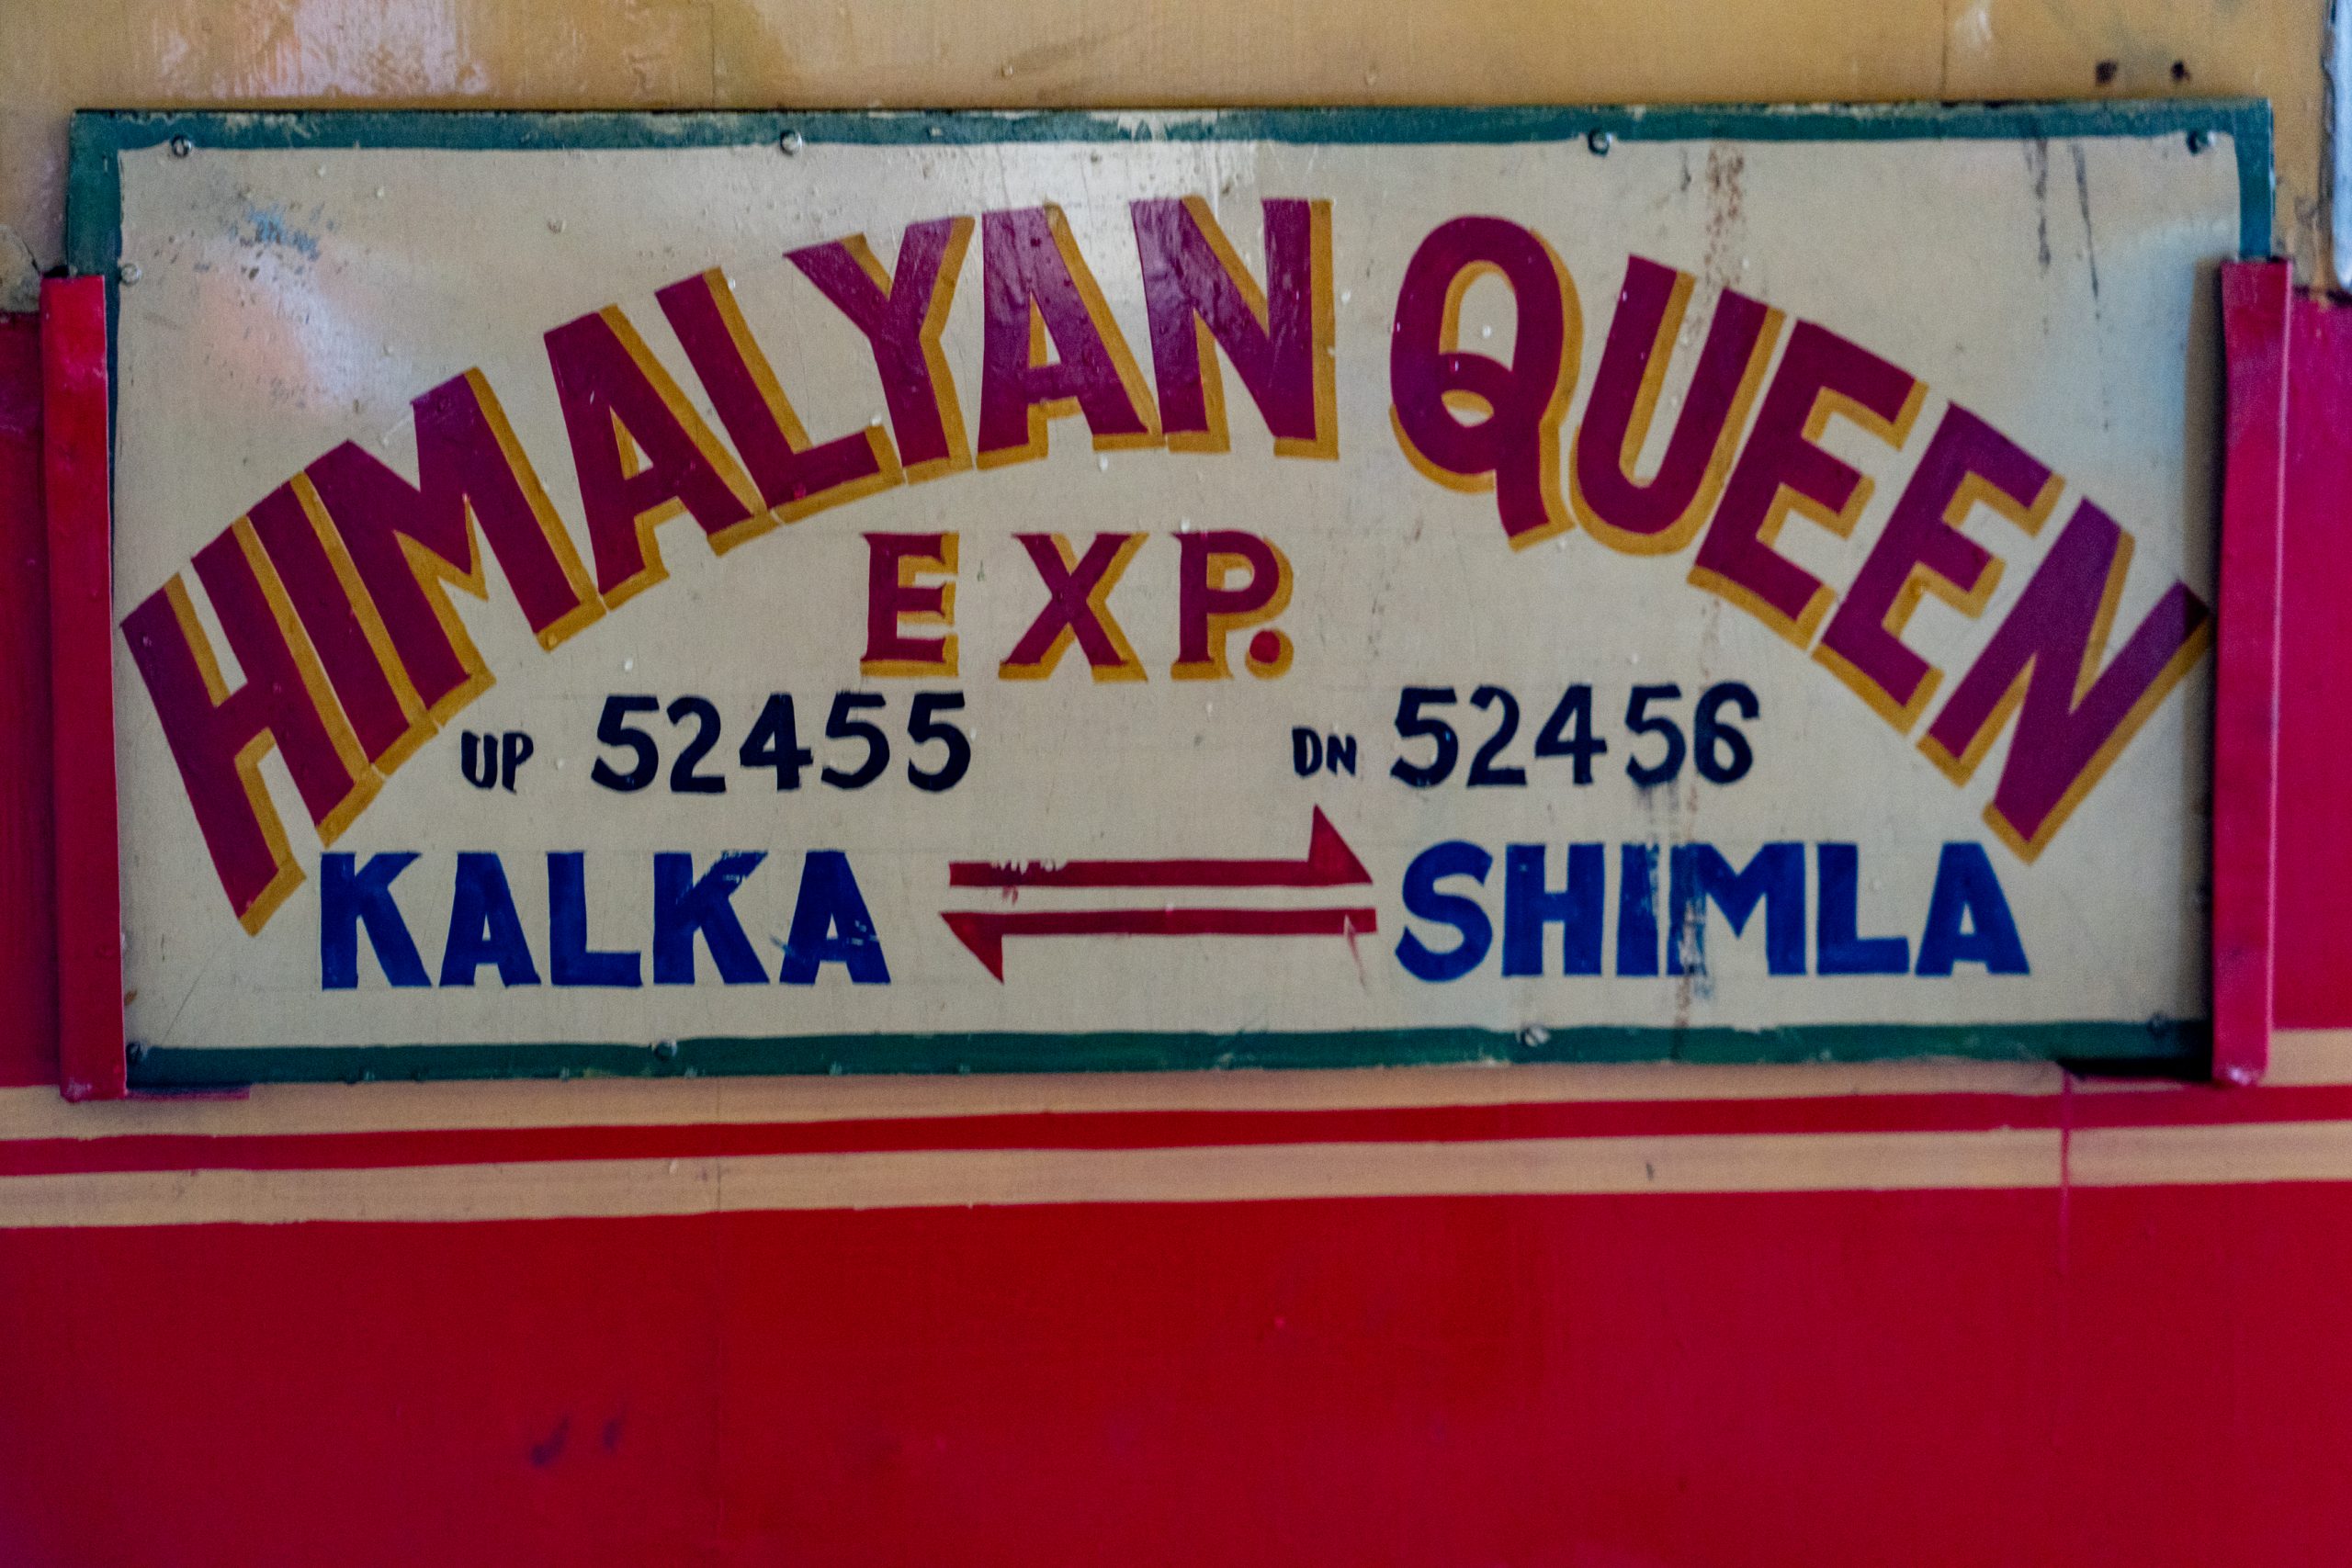 HIMALYAN QUEEN
EXP.
UP 52455 DN 52456
KALKA ⇌ SHIMLA